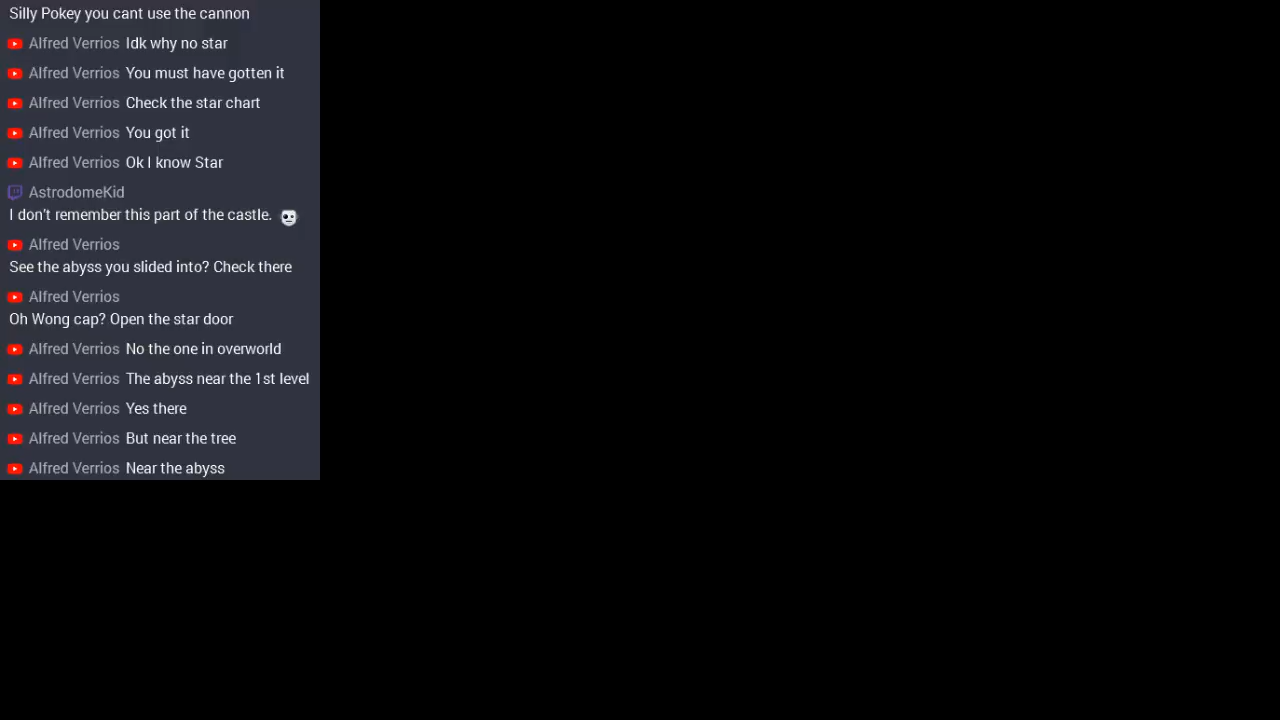 Silly Pokey you cant use the cannon
Alfred Verrios Idk why no star
Alfred Verrios You must have gotten it
Alfred Verrios Check the star chart
Alfred Verrios You got it
Alfred Verrios Ok I know Star
AstrodomeKid
I don't remember this part of the castle.
Alfred Verrios
See the abyss you slided into? Check there
Alfred Verrios
Oh Wong cap? Open the star door
Alfred Verrios No the one in overworld
Alfred Verrios The abyss near the 1st level
Alfred Verrios Yes there
Alfred Verrios But near the tree
Alfred Verrios Near the abyss